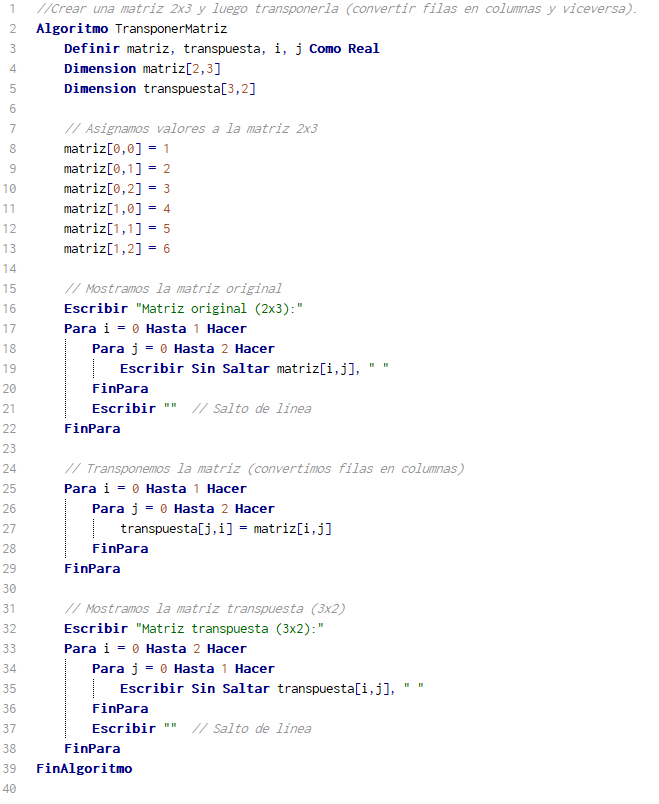 1 //Crear una matriz 2x3 y luego transponerla (convertir filas en columnas y viceversa).
2 Algoritmo TransponerMatriz
3 Definir matriz, transpuesta, i, j Como Real
4 Dimension matriz[2,3]
5 Dimension transpuesta[3,2]
6
7 // Asignamos valores a la matriz 2x3
8 matriz[0,0] = 1
9 matriz[0,1] = 2
10 matriz[0,2] = 3
11 matriz[1,0] = 4
12 matriz[1,1] = 5
13 matriz[1,2] = 6
14
15 // Mostramos la matriz original
16 Escribir "Matriz original (2x3):"
17 Para i = 0 Hasta 1 Hacer
18 Para j = 0 Hasta 2 Hacer
19 Escribir Sin Saltar matriz[i,j], " "
20 FinPara
21 Escribir "" // Salto de línea
22 FinPara
23
24 // Transponemos la matriz (convertimos filas en columnas)
25 Para i = 0 Hasta 1 Hacer
26 Para j = 0 Hasta 2 Hacer
27 transpuesta[j,i] = matriz[i,j]
28 FinPara
29 FinPara
30
31 // Mostramos la matriz transpuesta (3x2)
32 Escribir "Matriz transpuesta (3x2):"
33 Para i = 0 Hasta 2 Hacer
34 Para j = 0 Hasta 1 Hacer
35 Escribir Sin Saltar transpuesta[i,j], " "
36 FinPara
37 Escribir "" // Salto de línea
38 FinPara
39 FinAlgoritmo
40